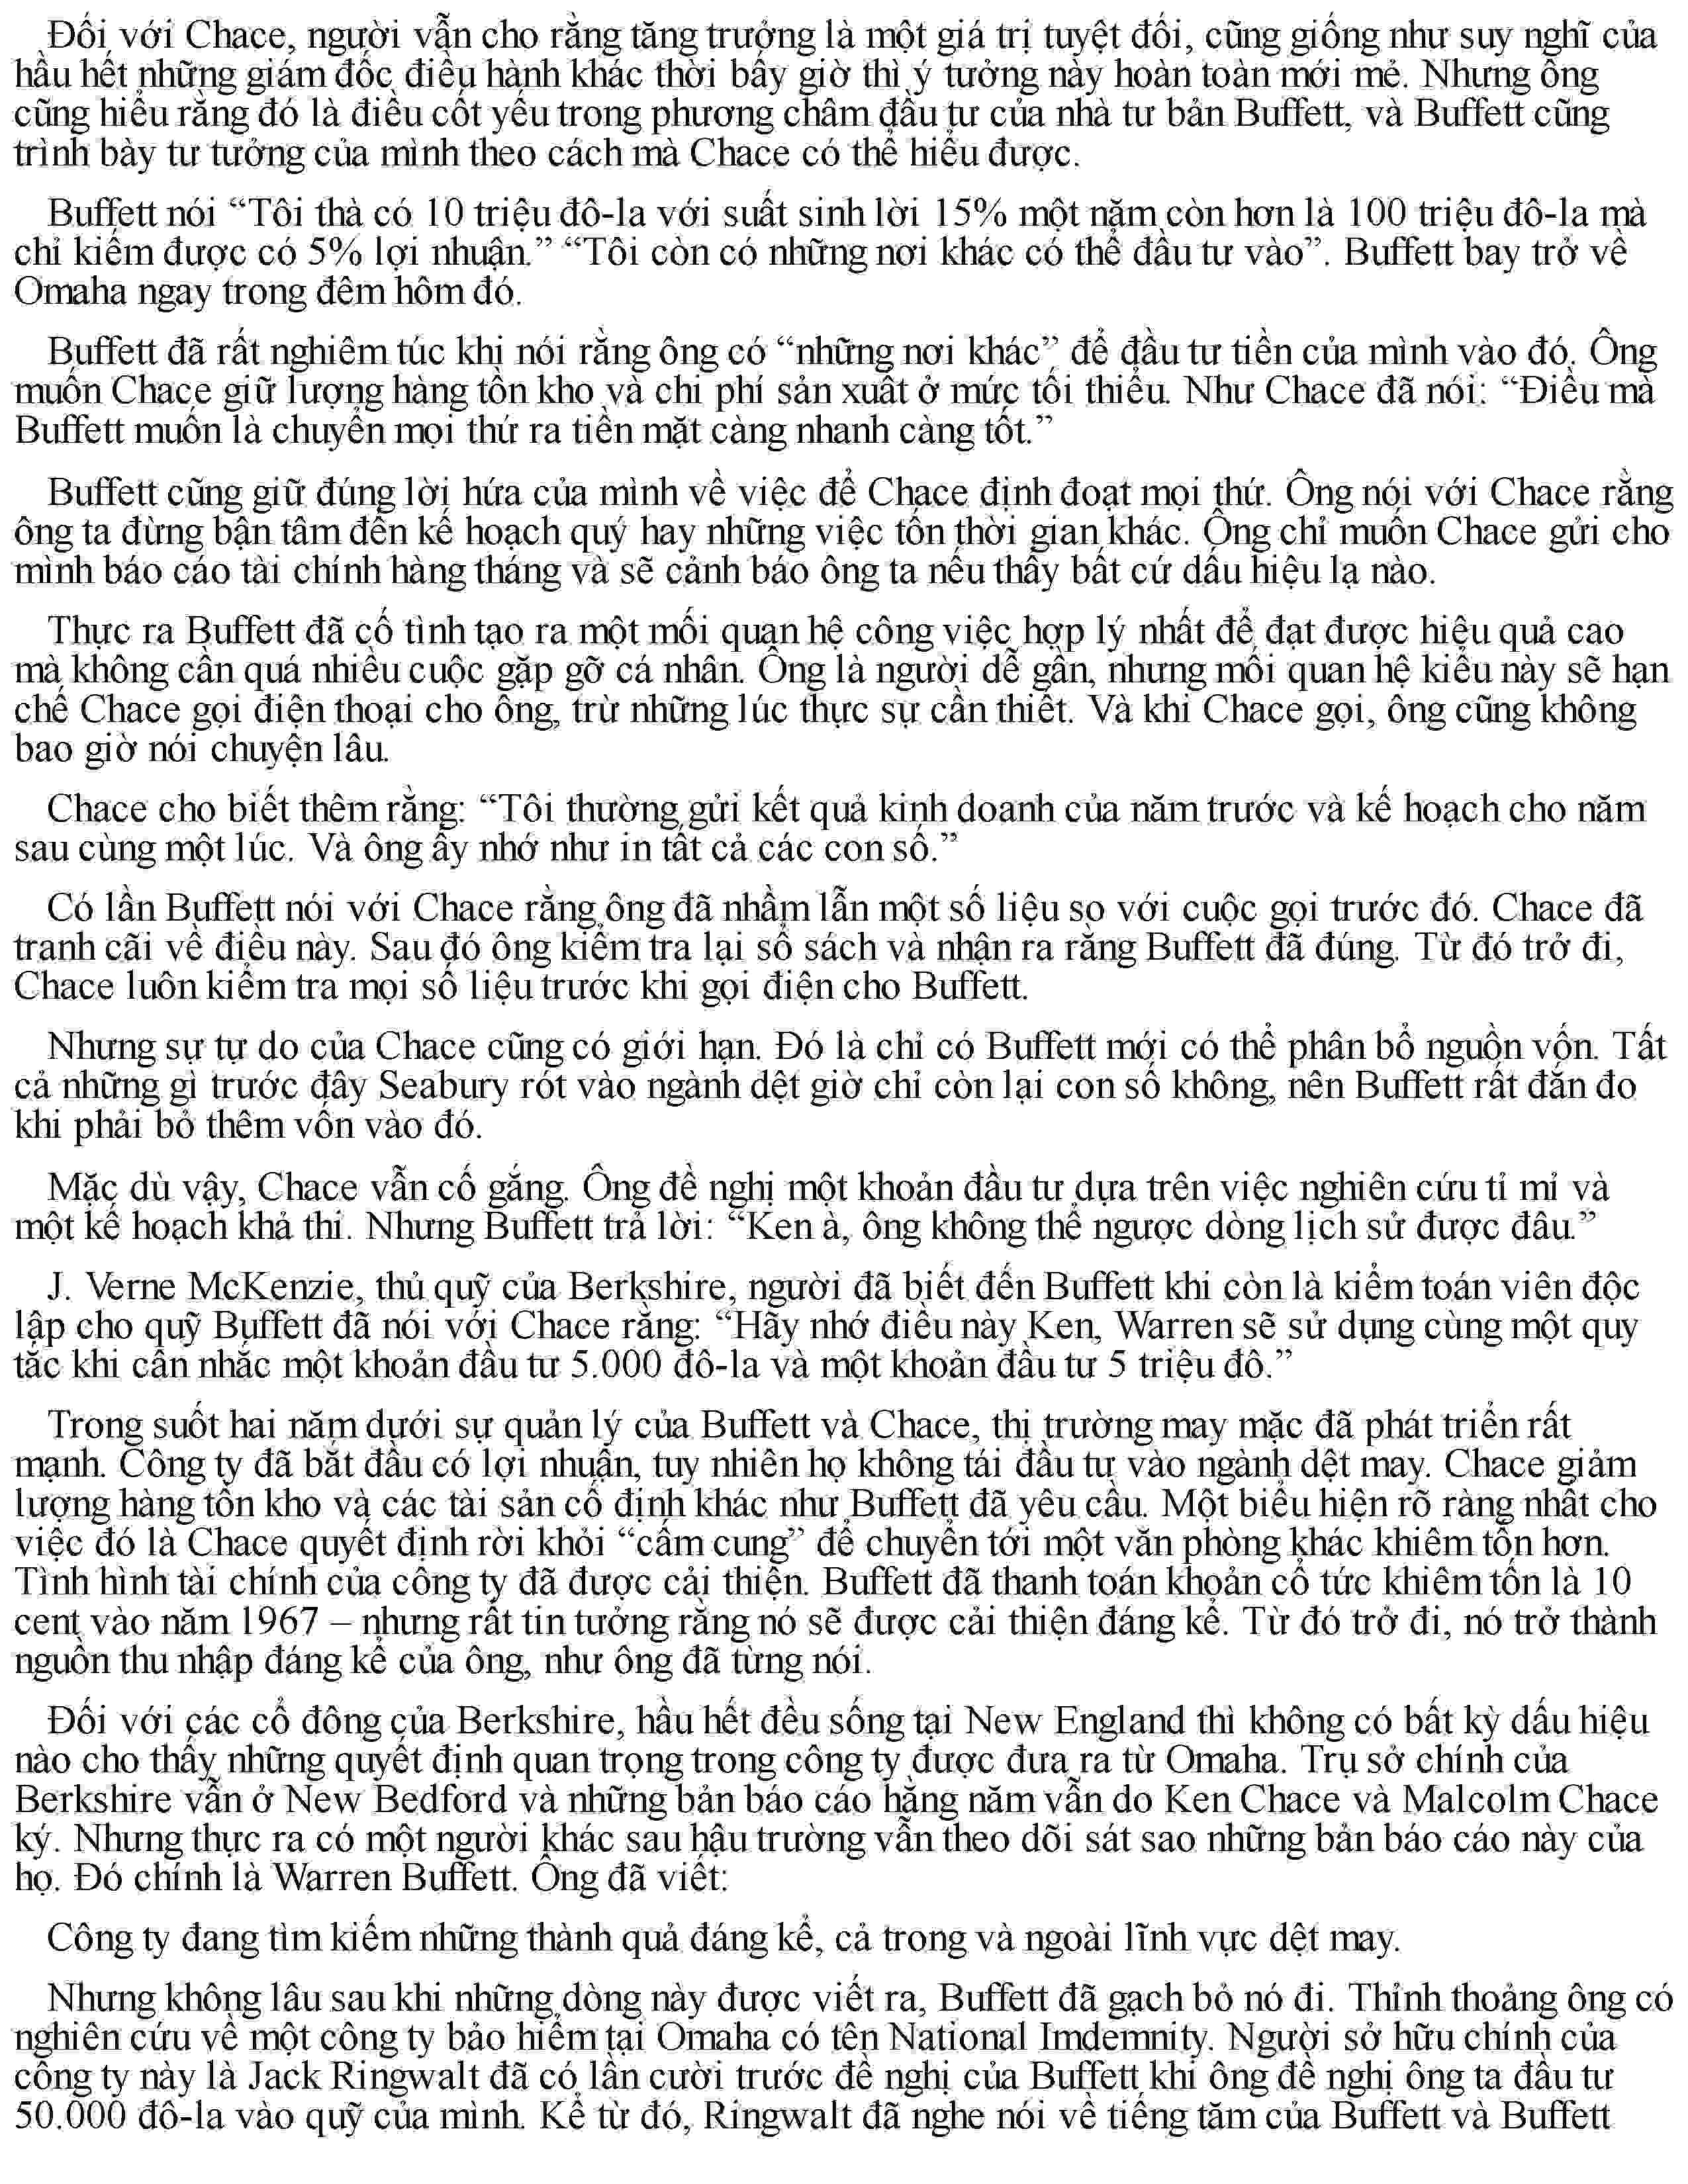 Đối với Chace, người vẫn cho rằng tăng trưởng là một giá trị tuyệt đối, cũng giống như suy nghĩ của
hầu hết những giám đốc điều hành khác thời bấy giờ thì ý tưởng này hoàn toàn mới mẻ. Nhưng ông
cũng hiểu rằng đó là điều cốt yếu trong phương châm đầu tư của nhà tư bản Buffett, và Buffett cũng
trình bày tư tưởng của mình theo cách mà Chace có thể hiểu được.
Buffett nói “Tôi thà có 10 triệu đô-la với suất sinh lời 15% một năm còn hơn là 100 triệu đô-la mà
chỉ kiếm được có 5% lợi nhuận.” “Tôi còn có những nơi khác có thể đầu tư vào”. Buffett bay trở về
Omaha ngay trong đêm hôm đó.
Buffett đã rất nghiêm túc khi nói rằng ông có “những nơi khác” để đầu tư tiền của mình vào đó. Ông
muốn Chace giữ lượng hàng tồn kho và chi phí sản xuất ở mức tối thiểu. Như Chace đã nói: “Điều mà
Buffett muốn là chuyển mọi thứ ra tiền mặt càng nhanh càng tốt.”
Buffett cũng giữ đúng lời hứa của mình về việc để Chace định đoạt mọi thứ. Ông nói với Chace rằng
ông ta đừng bận tâm đến kế hoạch quý hay những việc tốn thời gian khác. Ông chỉ muốn Chace gửi cho
mình báo cáo tài chính hàng tháng và sẽ cảnh báo ông ta nếu thấy bất cứ dấu hiệu lạ nào.
Thực ra Buffett đã cố tình tạo ra một mối quan hệ công việc hợp lý nhất để đạt được hiệu quả cao
mà không cần quá nhiều cuộc gặp gỡ cá nhân. Ông là người dễ gần, nhưng mối quan hệ kiểu này sẽ hạn
chế Chace gọi điện thoại cho ông, trừ những lúc thực sự cần thiết. Và khi Chace gọi, ông cũng không
bao giờ nói chuyện lâu.
Chace cho biết thêm rằng: “Tôi thường gửi kết quả kinh doanh của năm trước và kế hoạch cho năm
sau cùng một lúc. Và ông ấy nhớ như in tất cả các con số.”
Có lần Buffett nói với Chace rằng ông đã nhầm lẫn một số liệu so với cuộc gọi trước đó. Chace đã
tranh cãi về điều này. Sau đó ông kiểm tra lại sổ sách và nhận ra rằng Buffett đã đúng. Từ đó trở đi,
Chace luôn kiểm tra mọi số liệu trước khi gọi điện cho Buffett.
Nhưng sự tự do của Chace cũng có giới hạn. Đó là chỉ có Buffett mới có thể phân bổ nguồn vốn. Tất
cả những gì trước đây Seabury rót vào ngành dệt giờ chỉ còn lại con số không, nên Buffett rất đắn đo
khi phải bỏ thêm vốn vào đó.
Mặc dù vậy, Chace vẫn cố gắng. Ông đề nghị một khoản đầu tư dựa trên việc nghiên cứu tỉ mỉ và
một kế hoạch khả thi. Nhưng Buffett trả lời: “Ken à, ông không thể ngược dòng lịch sử được đâu.”
J. Verne McKenzie, thủ quỹ của Berkshire, người đã biết đến Buffett khi còn là kiểm toán viên độc
lập cho quỹ Buffett đã nói với Chace rằng: “Hãy nhớ điều này Ken, Warren sẽ sử dụng cùng một quy
tắc khi cân nhắc một khoản đầu tư 5.000 đô-la và một khoản đầu tư 5 triệu đô.”
Trong suốt hai năm dưới sự quản lý của Buffett và Chace, thị trường may mặc đã phát triển rất
mạnh. Công ty đã bắt đầu có lợi nhuận, tuy nhiên họ không tái đầu tư vào ngành dệt may. Chace giảm
lượng hàng tồn kho và các tài sản cố định khác như Buffett đã yêu cầu. Một biểu hiện rõ ràng nhất cho
việc đó là Chace quyết định rời khỏi “cấm cung” để chuyển tới một văn phòng khác khiêm tốn hơn.
Tình hình tài chính của công ty đã được cải thiện. Buffett đã thanh toán khoản cổ tức khiêm tốn là 10
cent vào năm 1967 – nhưng rất tin tưởng rằng nó sẽ được cải thiện đáng kể. Từ đó trở đi, nó trở thành
nguồn thu nhập đáng kể của ông, như ông đã từng nói.
Đối với các cổ đông của Berkshire, hầu hết đều sống tại New England thì không có bất kỳ dấu hiệu
nào cho thấy những quyết định quan trọng trong công ty được đưa ra từ Omaha. Trụ sở chính của
Berkshire vẫn ở New Bedford và những bản báo cáo hằng năm vẫn do Ken Chace và Malcolm Chace
ký. Nhưng thực ra có một người khác sau hậu trường vẫn theo dõi sát sao những bản báo cáo này của
họ. Đó chính là Warren Buffett. Ông đã viết:
Công ty đang tìm kiếm những thành quả đáng kể, cả trong và ngoài lĩnh vực dệt may.
Nhưng không lâu sau khi những dòng này được viết ra, Buffett đã gạch bỏ nó đi. Thỉnh thoảng ông có
nghiên cứu về một công ty bảo hiểm tại Omaha có tên National Imdemnity. Người sở hữu chính của
công ty này là Jack Ringwalt đã có lần cười trước đề nghị của Buffett khi ông đề nghị ông ta đầu tư
50.000 đô-la vào quỹ của mình. Kể từ đó, Ringwalt đã nghe nói về tiếng tăm của Buffett và Buffett